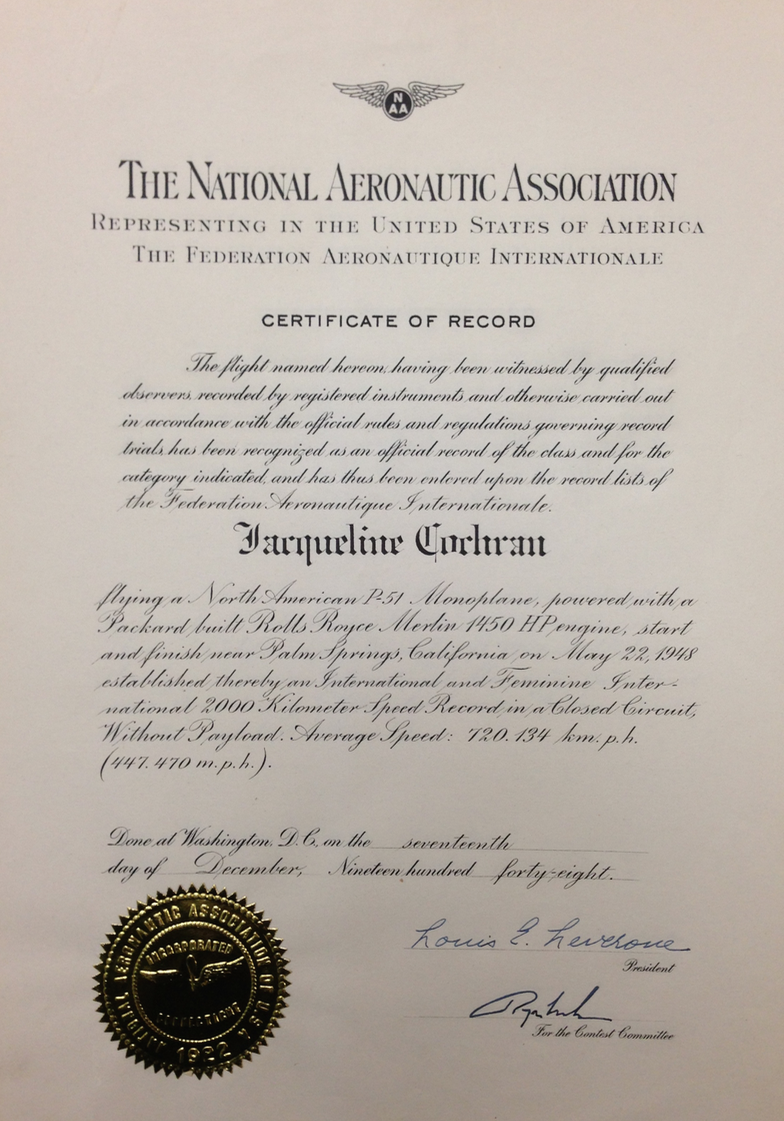 N
AA
THE NATIONAL AERONAUTIC ASSOCIATION
REPRESENTING IN THE UNITED STATES OF AMERICA
THE FEDERATION AERONAUTIQUE INTERNATIONALE
CERTIFICATE OF RECORD
The flight named hereon, having been witnessed by qualified
observers, recorded by registered instruments and otherwise carried out
in accordance with the official rules and regulations governing record
trials, has been recognized as an official record of the class and for the
category indicated, and has thus been entered upon the record lists of
the Federation Aeronautique Internationale.
Jacqueline Cochran
flying a North American P-51 Monoplane, powered with a
Packard built Rolls Royce Merlin 1450 HP engine, start
and finish near Palm Springs, California on May 22, 1948
established thereby an International and Feminine Inter-
national 2000 Kilometer Speed Record in a Closed Circuit,
Without Payload. Average Speed: 720.134 km.p.h.
(447.470 m.p.h.).
Done at Washington, D.C., on the seventeenth
day of December, Nineteen hundred forty-eight.
NATIONAL AERONAUTIC ASSOCIATION OF U.S.A.
INCORPORATED
1922
Louis E. Leverone
President
For the Contest Committee